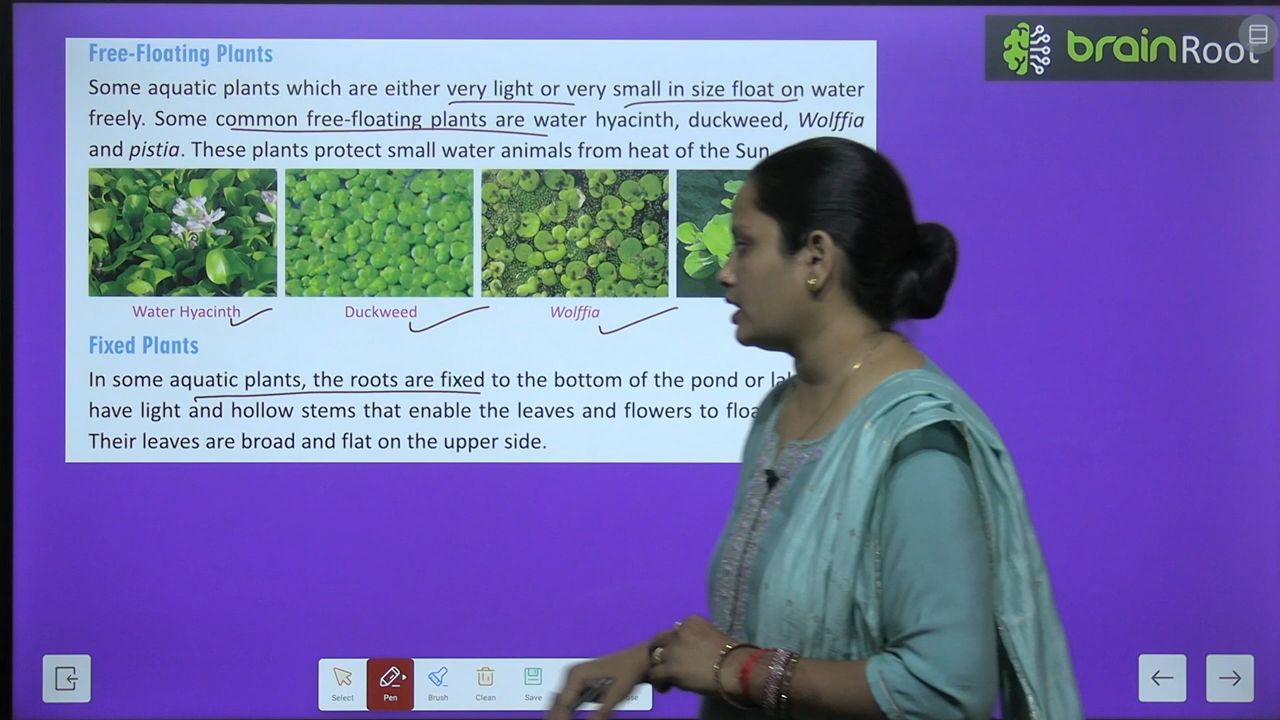 brainRoot
Free-Floating Plants
Some aquatic plants which are either very light or very small in size float on water
freely. Some common free-floating plants are water hyacinth, duckweed, Wolffia
and pistia. These plants protect small water animals from heat of the Sun
Water Hyacinth Duckweed Wolffia
Fixed Plants
In some aquatic plants, the roots are fixed to the bottom of the pond or
have light and hollow stems that enable the leaves and flowers to
Their leaves are broad and flat on the upper side.
Select Pen Brush Clean Save